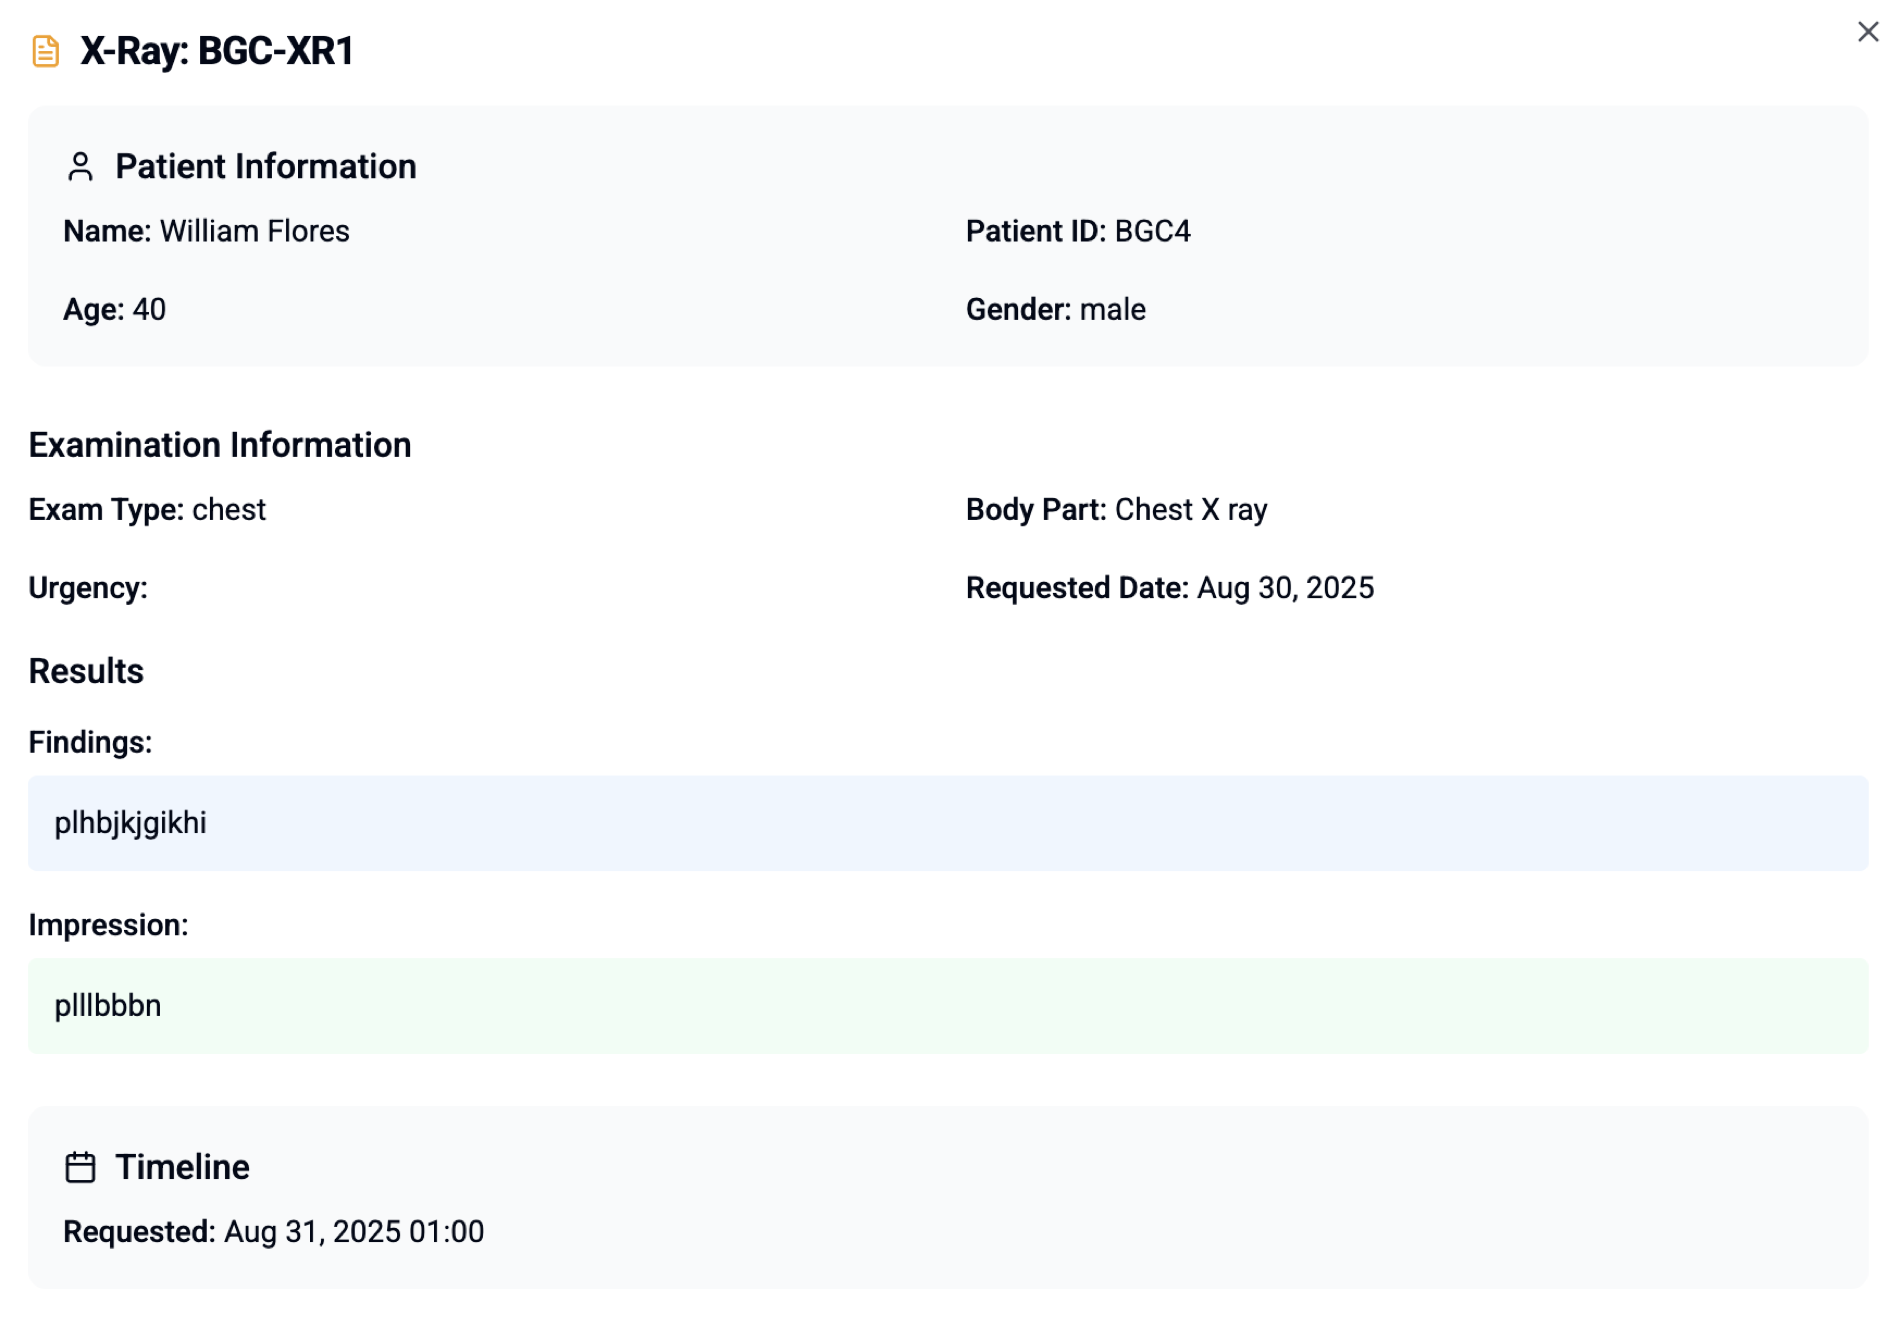 X-Ray: BGC-XR1
Patient Information
Name: William Flores
Patient ID: BGC4
Age: 40
Gender: male
Examination Information
Exam Type: chest
Body Part: Chest X ray
Urgency:
Requested Date: Aug 30, 2025
Results
Findings:
plhbjkjgikhi
Impression:
plllbbbn
Timeline
Requested: Aug 31, 2025 01:00